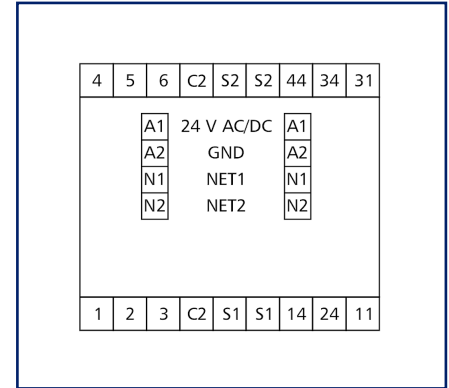 4 5 6 C2 S2 S2 44 34 31
A1 24 V AC/DC A1
A2 GND A2
N1 NET1 N1
N2 NET2 N2
1 2 3 C2 S1 S1 14 24 11